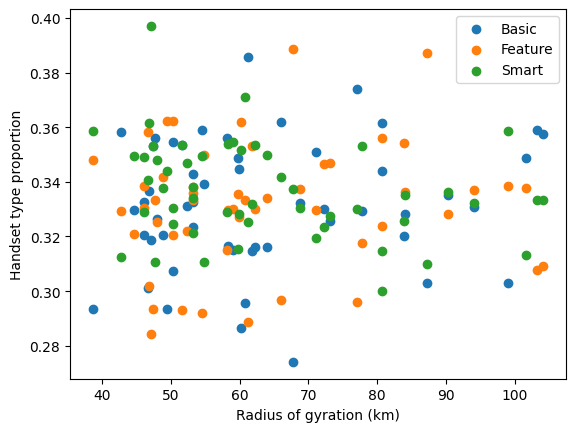 0.40
0.38
0.36
0.34
0.32
0.30
0.28
Handset type proportion
40 50 60 70 80 90 100
Radius of gyration (km)
Basic
Feature
Smart